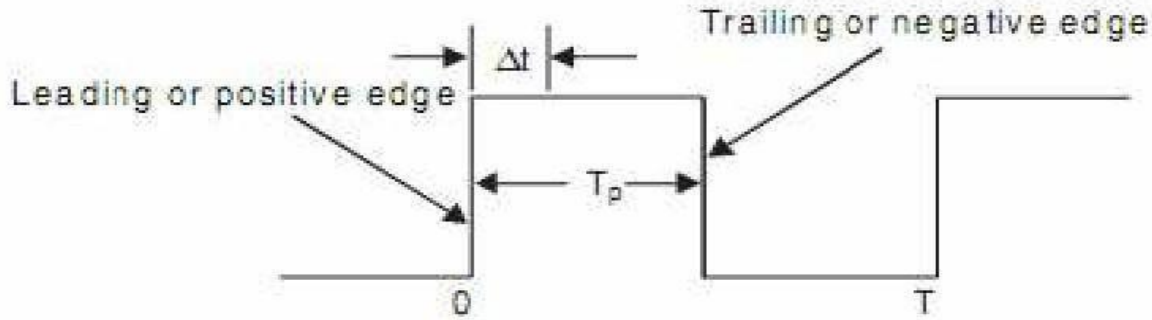 Trailing or negative edge
Δt
Leading or positive edge
Tp
0
T